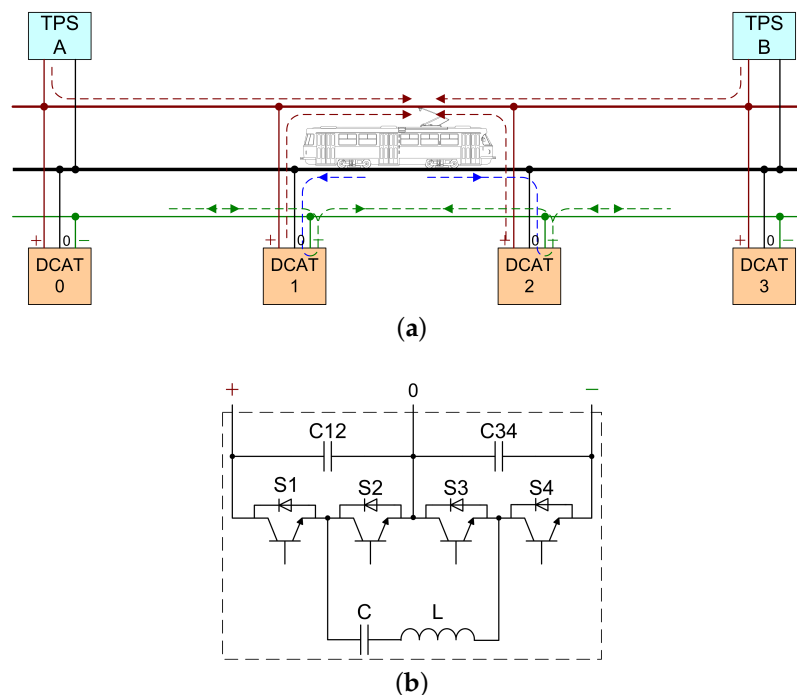 TPS
A
TPS
B
+ 0 −
DCAT
0
+ 0 −
DCAT
1
+ 0 −
DCAT
2
+ 0 −
DCAT
3
(a)
+ 0 −
C12 C34
S1 S2 S3 S4
C L
(b)